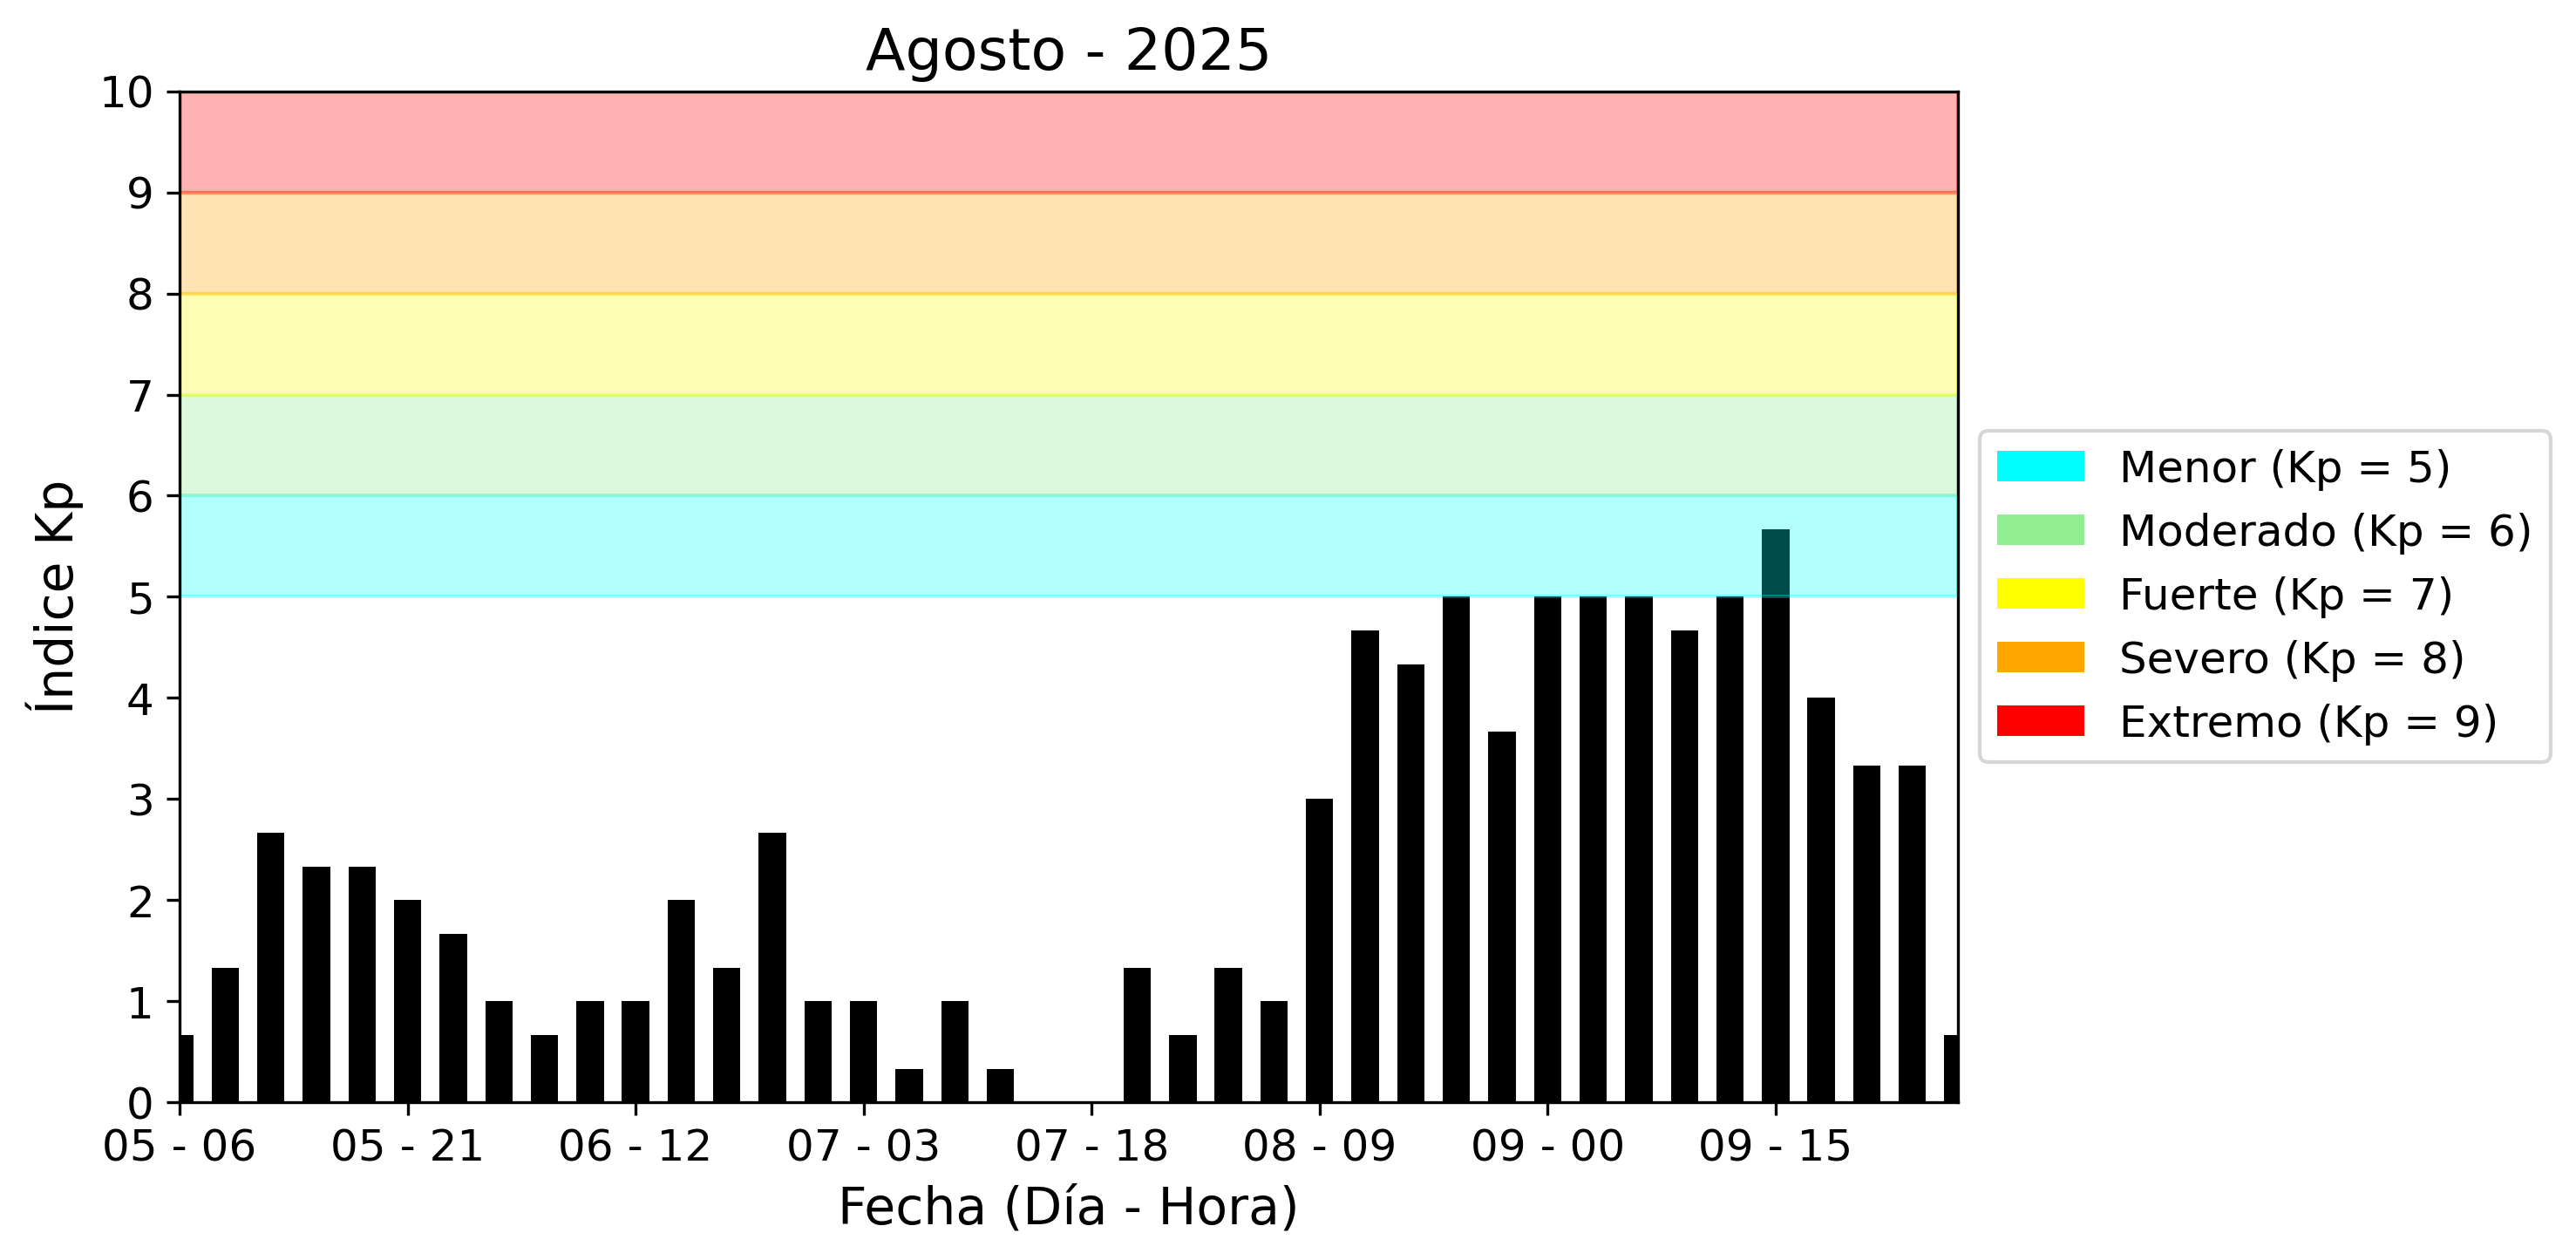 Agosto - 2025
10
9
8
7
6
5
4
3
2
1
0
Índice Kp
05 - 06
05 - 21
06 - 12
07 - 03
07 - 18
08 - 09
09 - 00
09 - 15
Fecha (Día - Hora)
Menor (Kp = 5)
Moderado (Kp = 6)
Fuerte (Kp = 7)
Severo (Kp = 8)
Extremo (Kp = 9)